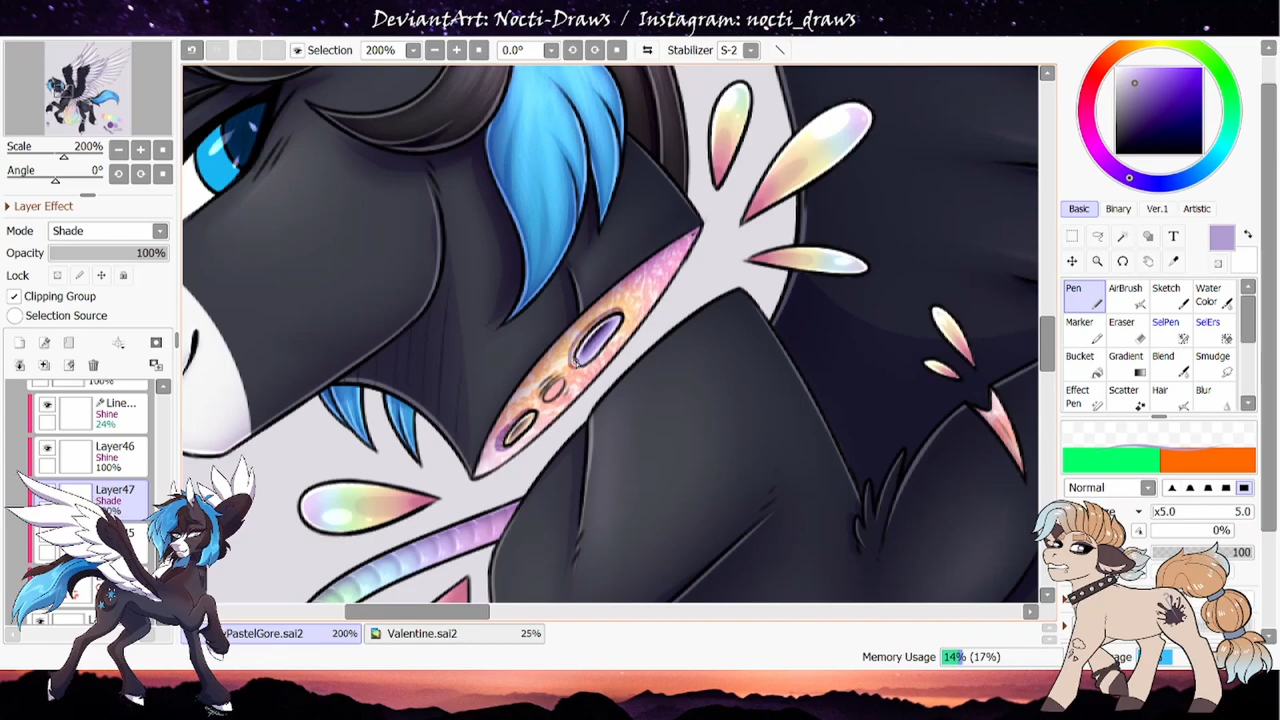 DeviantArt: Nocti-Draws / Instagram: nocti_draws
Selection 200% 0.0° Stabilizer S-2
Scale 200%
Angle 0°
Layer Effect
Mode Shade
Opacity 100%
Lock
Clipping Group
Selection Source
100%
Line...
Shine
24%
Layer46
Shine
100%
Layer47
Shade
Basic Binary Ver.1 Artistic
T
Pen AirBrush Sketch Water Color
Marker Eraser SelPen SelErs
Bucket Gradient Blend Smudge
Effect Pen Scatter Hair Blur
Normal
x5.0 5.0
0%
100
PastelGore.sai2 200% Valentine.sai2 25%
Memory Usage 14% (17%)